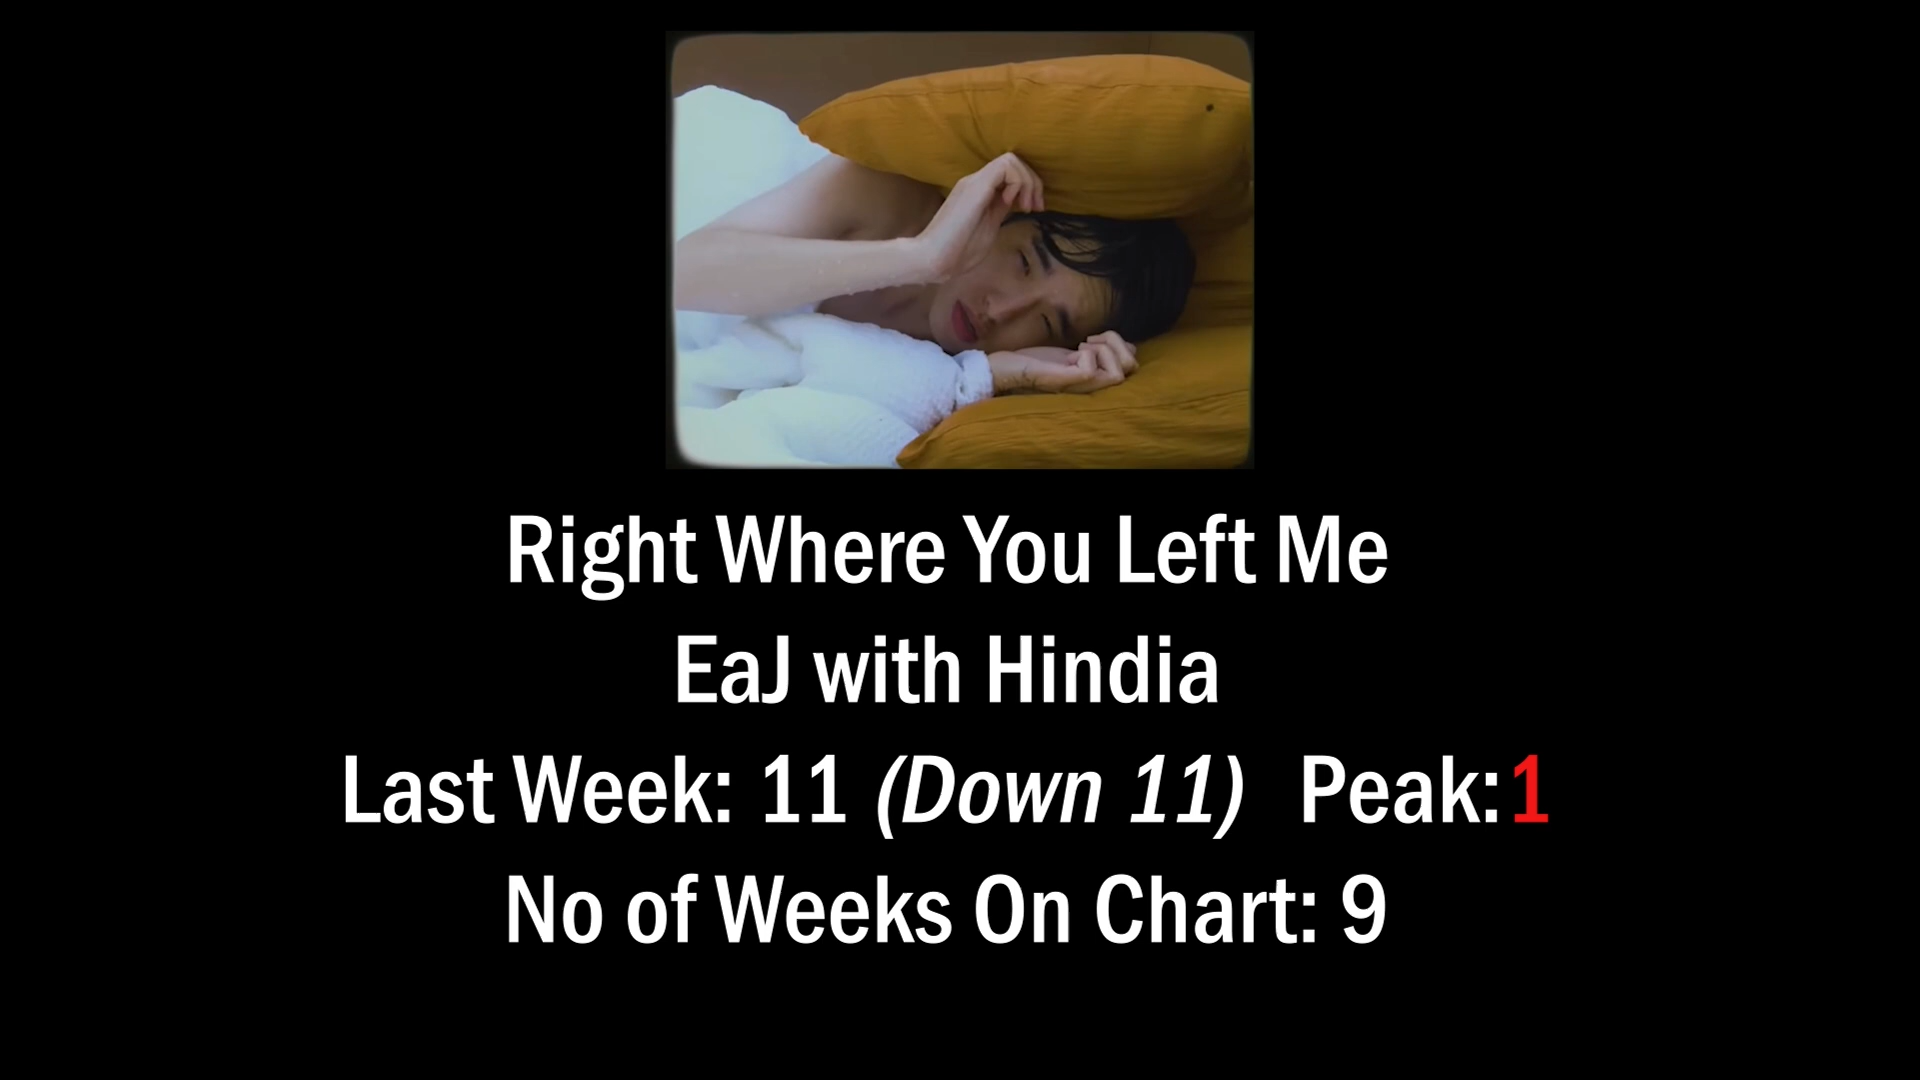 Right Where You Left Me
EaJ with Hindia
Last Week: 11 (Down 11) Peak: 1
No of Weeks On Chart: 9